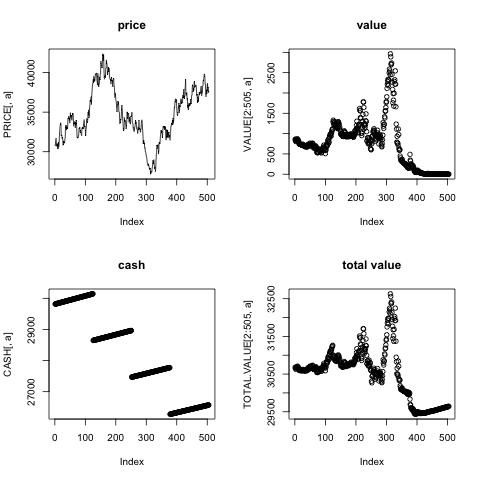 price
PRICE[, a]
30000 35000 40000
0 100 200 300 400 500
Index
value
VALUE[2:505, a]
0 500 1500 2500
0 100 200 300 400 500
Index
cash
CASH[, a]
27000 29000
0 100 200 300 400 500
Index
total value
TOTAL.VALUE[2:505, a]
29500 30500 31500 32500
0 100 200 300 400 500
Index